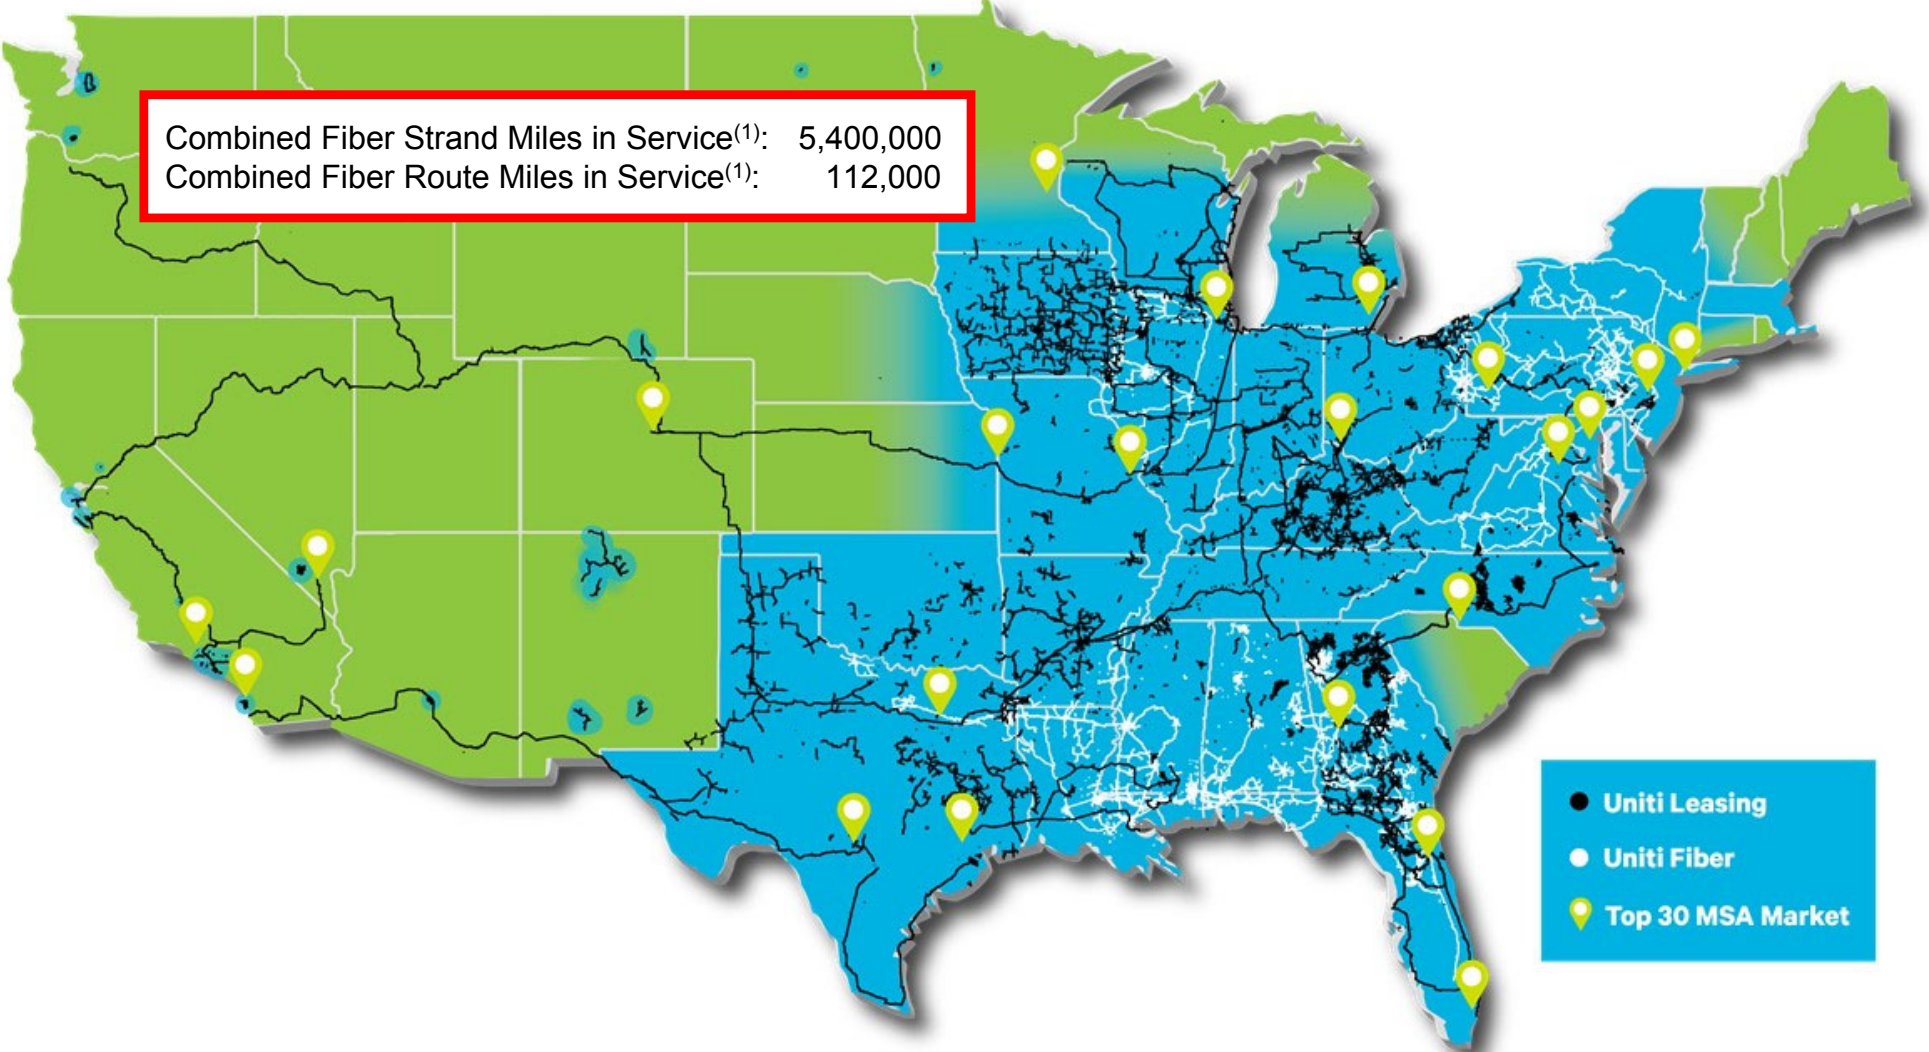 Combined Fiber Strand Miles in Service(1): 5,400,000
Combined Fiber Route Miles in Service(1): 112,000
Uniti Leasing
Uniti Fiber
Top 30 MSA Market